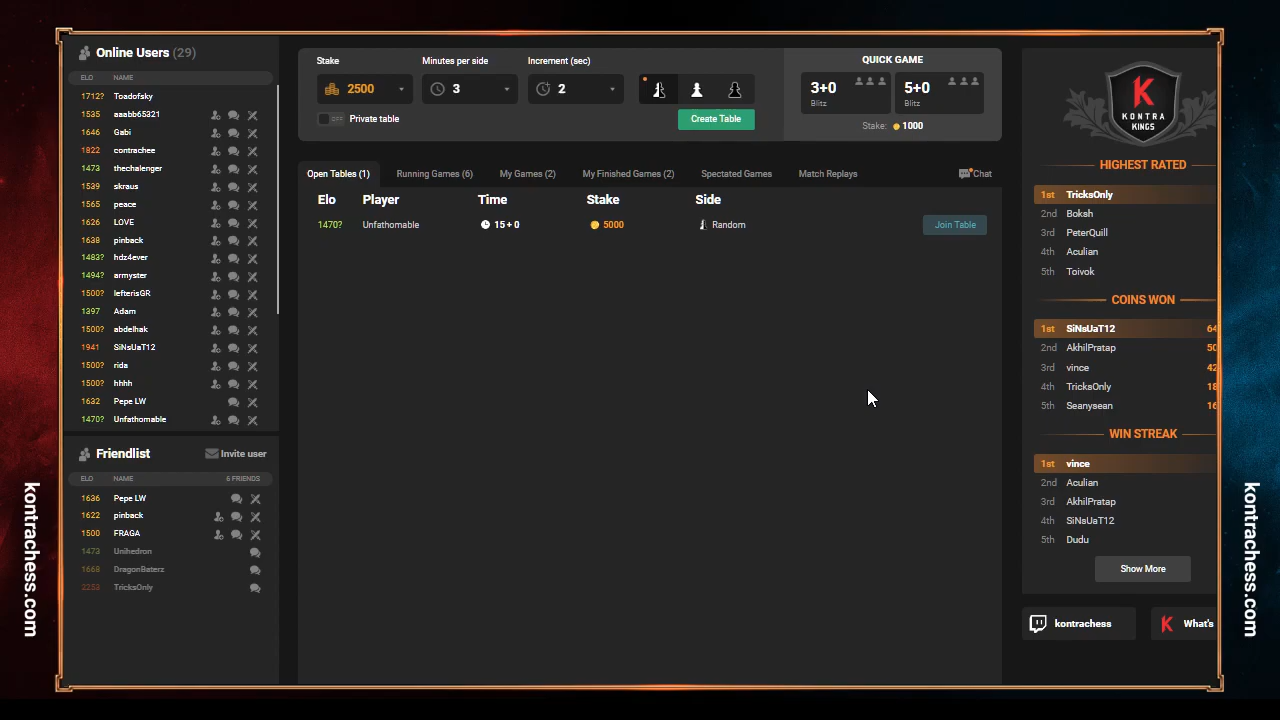 Online Users (29)
ELO NAME
1712? Toadofsky
1535 aaabb65321
1646 Gabi
1822 contrachee
1473 thechalenger
1539 skraus
1565 peace
1626 LOVE
1638 pinback
1483? hdz4ever
1494? armyster
1500? lefterisGR
1397 Adam
1500? abdelhak
1941 SiNsUaT12
1500? rida
1500? hhhh
1632 Pepe LW
1470? Unfathomable
Friendlist Invite user
ELO NAME 6 FRIENDS
1636 Pepe LW
1622 pinback
1500 FRAGA
1473 Unihedron
1668 DragonBaterz
2253 TricksOnly
Stake Minutes per side Increment (sec)
2500 3 2
OFF Private table
Create Table
QUICK GAME
3+0 5+0
Blitz Blitz
Stake: 1000
Open Tables (1) Running Games (6) My Games (2) My Finished Games (2) Spectated Games Match Replays Chat
Elo Player Time Stake Side
1470? Unfathomable 15 + 0 5000 Random Join Table
K
KONTRA
KINGS
HIGHEST RATED
1st TricksOnly
2nd Boksh
3rd PeterQuill
4th Aculian
5th Toivok
COINS WON
1st SiNsUaT12 64
2nd AkhilPratap 50
3rd vince 42
4th TricksOnly 18
5th Seanysean 16
WIN STREAK
1st vince
2nd Aculian
3rd AkhilPratap
4th SiNsUaT12
5th Dudu
Show More
kontrachess What's
kontrachess.com
kontrachess.com